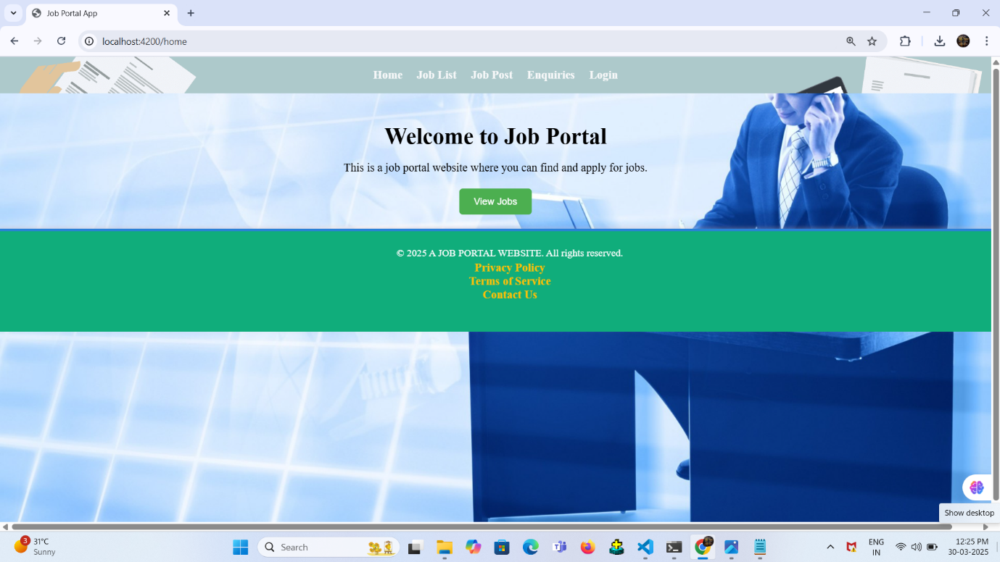 Job Portal App
localhost:4200/home
Home Job List Job Post Enquiries Login
Welcome to Job Portal
This is a job portal website where you can find and apply for jobs.
View Jobs
© 2025 A JOB PORTAL WEBSITE. All rights reserved.
Privacy Policy
Terms of Service
Contact Us
Show desktop
3 31°C
Sunny
Search
ENG
IN
12:25 PM
30-03-2025